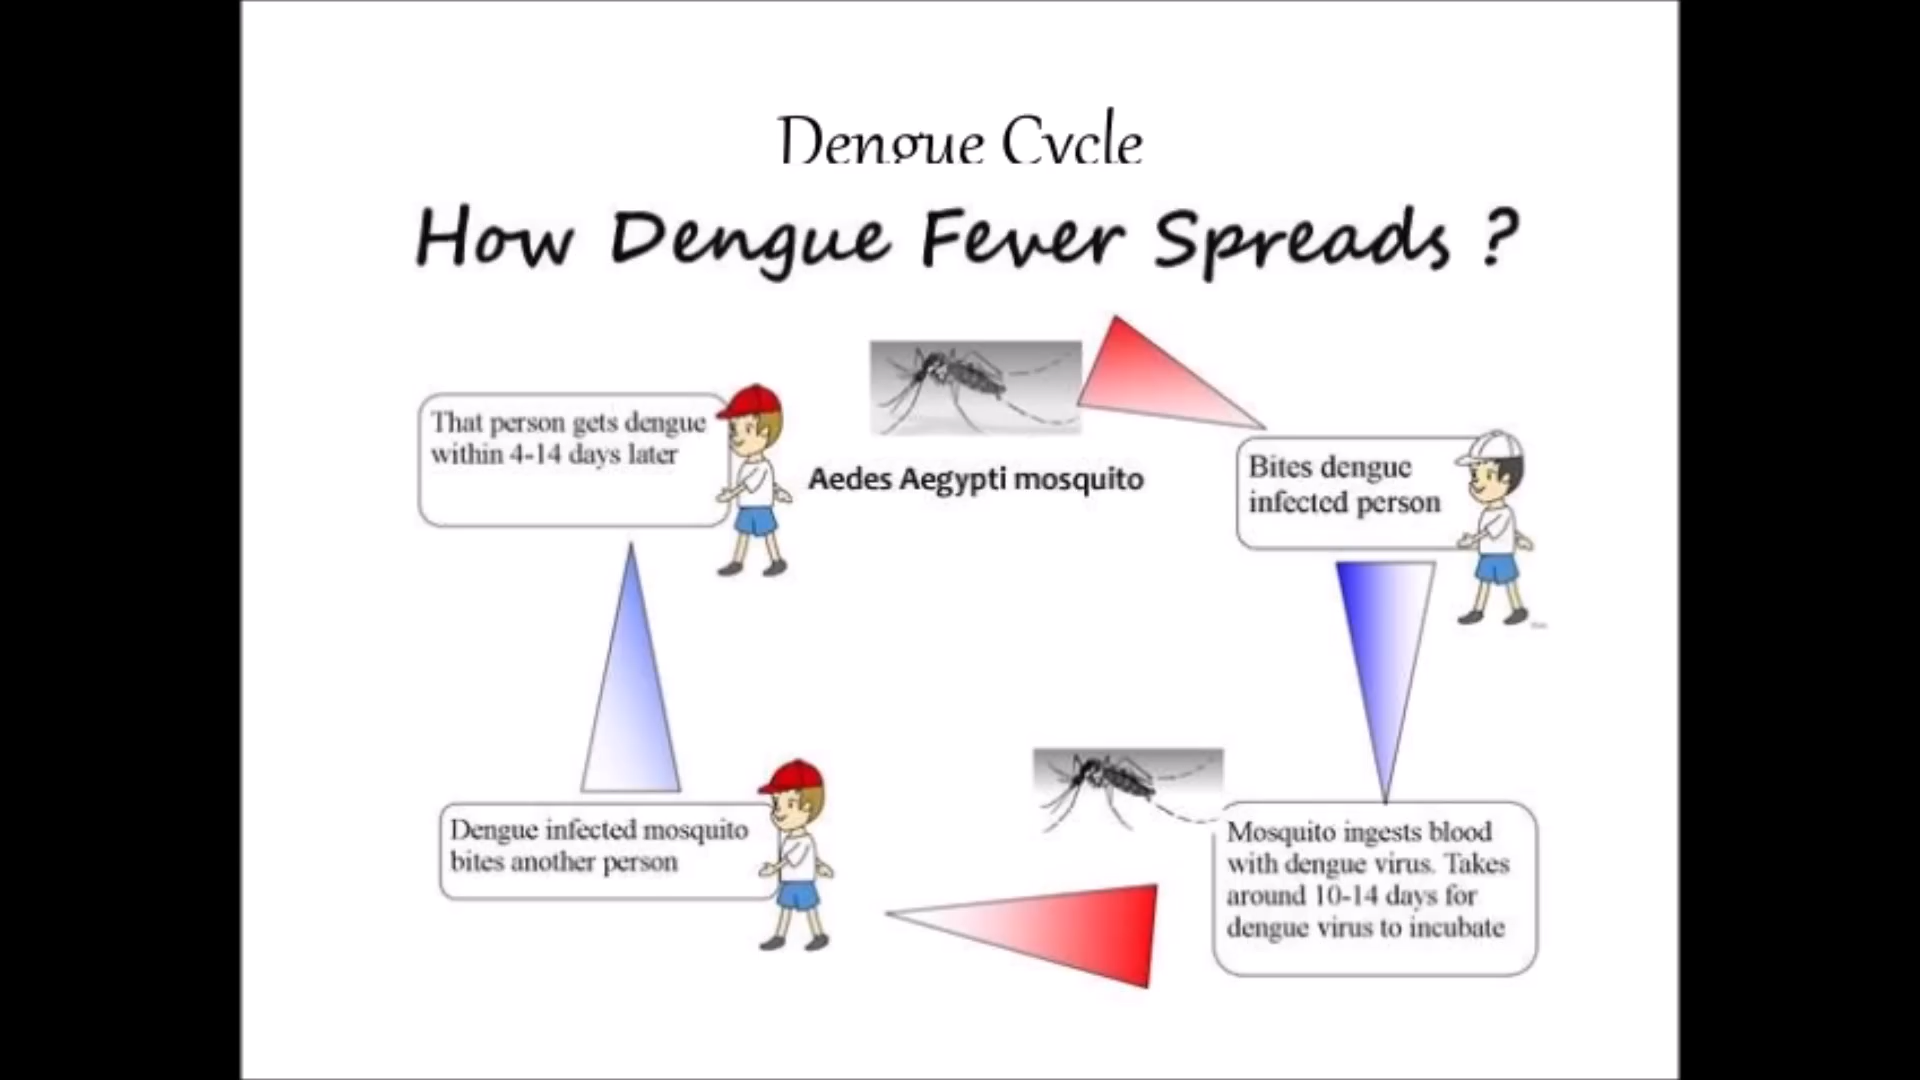 Dengue Cycle
How Dengue Fever Spreads ?
That person gets dengue
within 4-14 days later
Aedes Aegypti mosquito
Bites dengue
infected person
Dengue infected mosquito
bites another person
Mosquito ingests blood
with dengue virus. Takes
around 10-14 days for
dengue virus to incubate